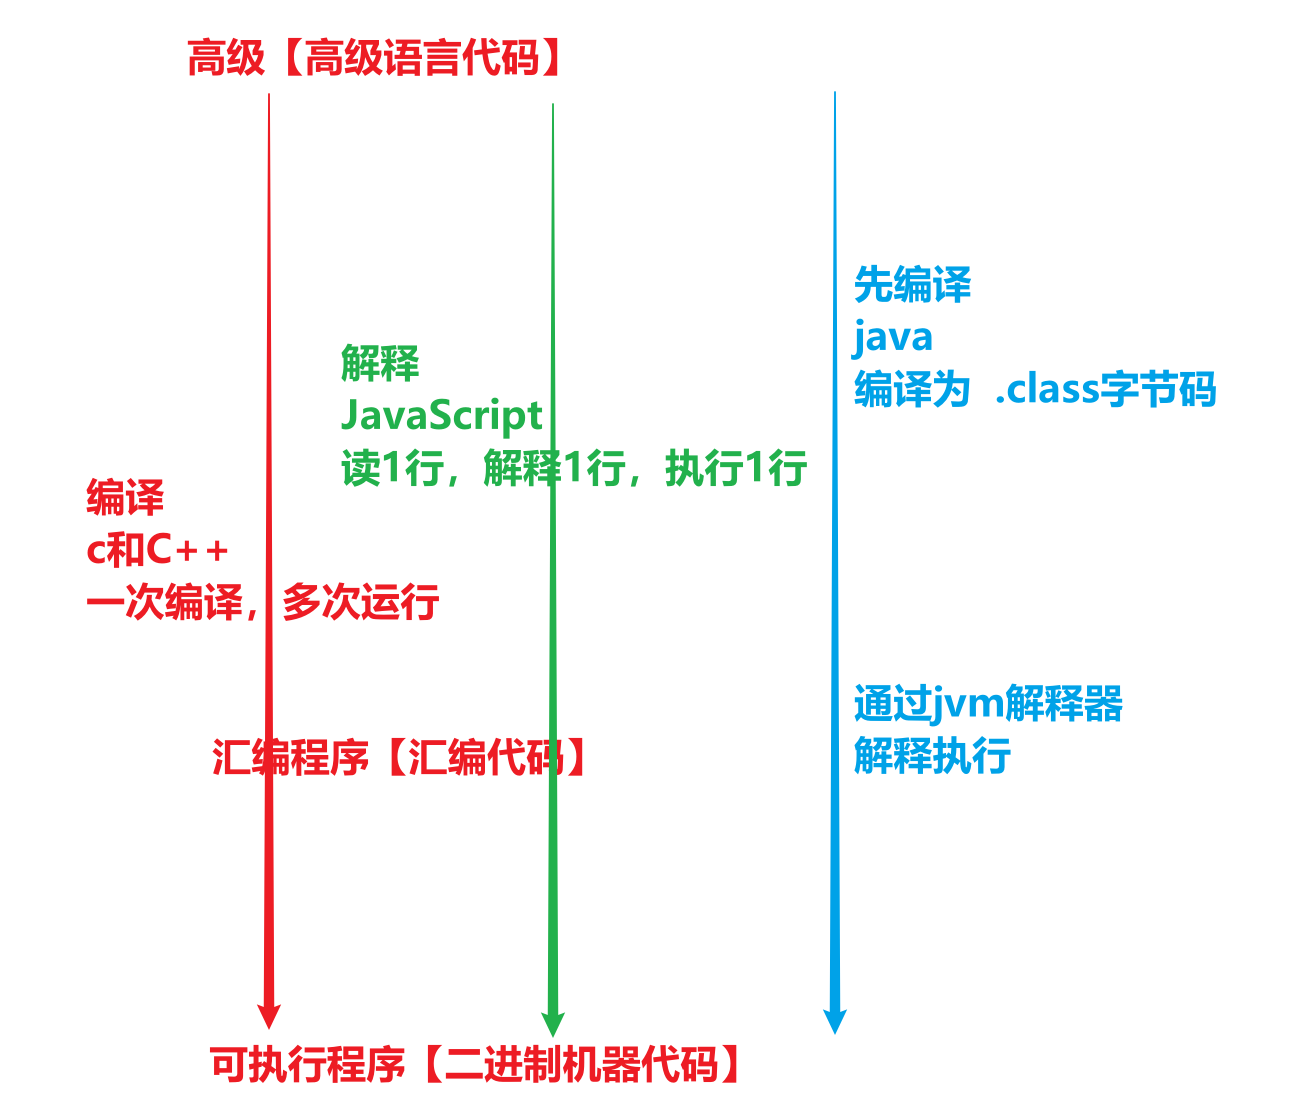 高级【高级语言代码】
先编译
java
编译为 .class字节码
解释
JavaScript
读1行，解释1行，执行1行
编译
c和C++
一次编译，多次运行
通过jvm解释器
解释执行
汇编程序【汇编代码】
可执行程序【二进制机器代码】